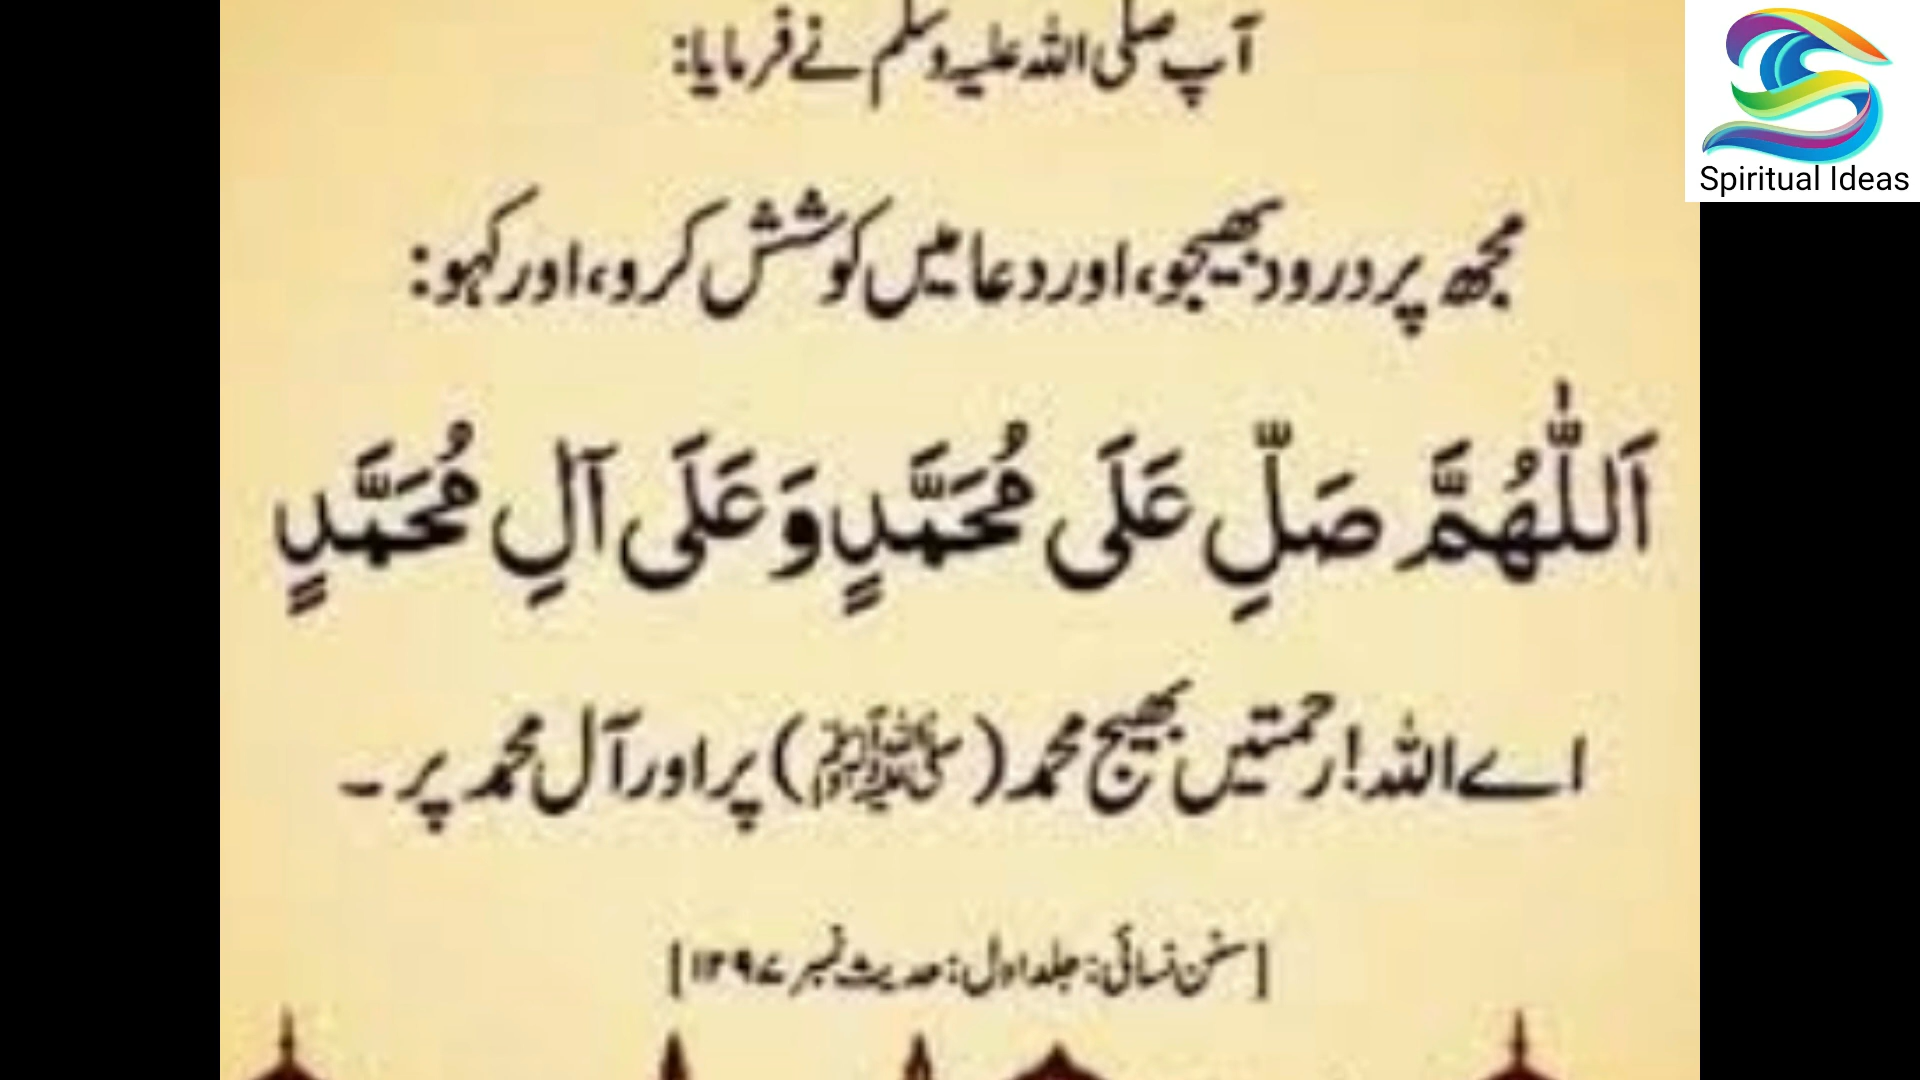 آپ صلی اللہ علیہ وسلم نے فرمایا:
Spiritual Ideas
مجھ پر درود بھیجو، اور دعا میں کوشش کرو، اور کہو:
اَللّٰهُمَّ صَلِّ عَلَى مُحَمَّدٍ وَعَلَى آلِ مُحَمَّدٍ
اے اللہ! رحمتیں بھیج محمد (ﷺ) پر اور آل محمد پر۔
[سنن نسائی: جلد اول: حدیث نمبر ۱۲۹۷]